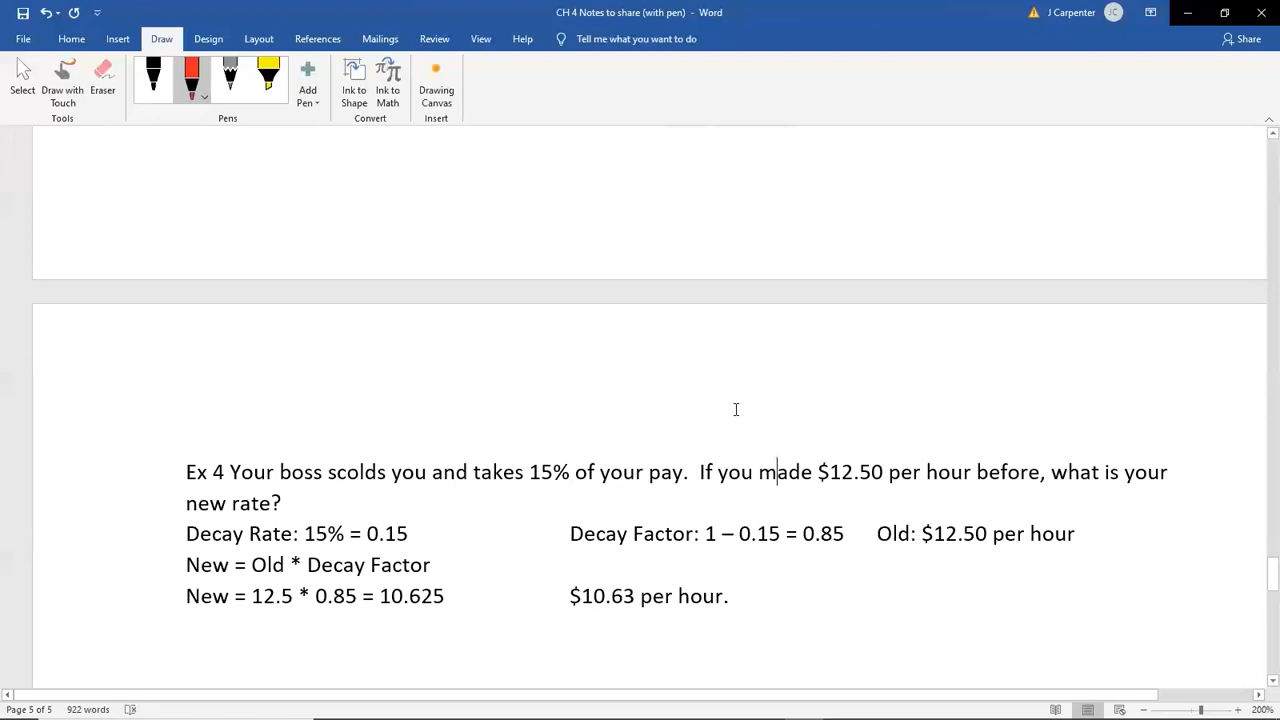 CH 4 Notes to share (with pen) - Word
J Carpenter
JC
File Home Insert Draw Design Layout References Mailings Review View Help Tell me what you want to do Share
Select Draw with Touch Eraser Add Pen Ink to Shape Ink to Math Drawing Canvas
Tools Pens Convert Insert
Ex 4 Your boss scolds you and takes 15% of your pay. If you made $12.50 per hour before, what is your
new rate?
Decay Rate: 15% = 0.15 Decay Factor: 1 – 0.15 = 0.85 Old: $12.50 per hour
New = Old * Decay Factor
New = 12.5 * 0.85 = 10.625 $10.63 per hour.
Page 5 of 5 922 words 200%